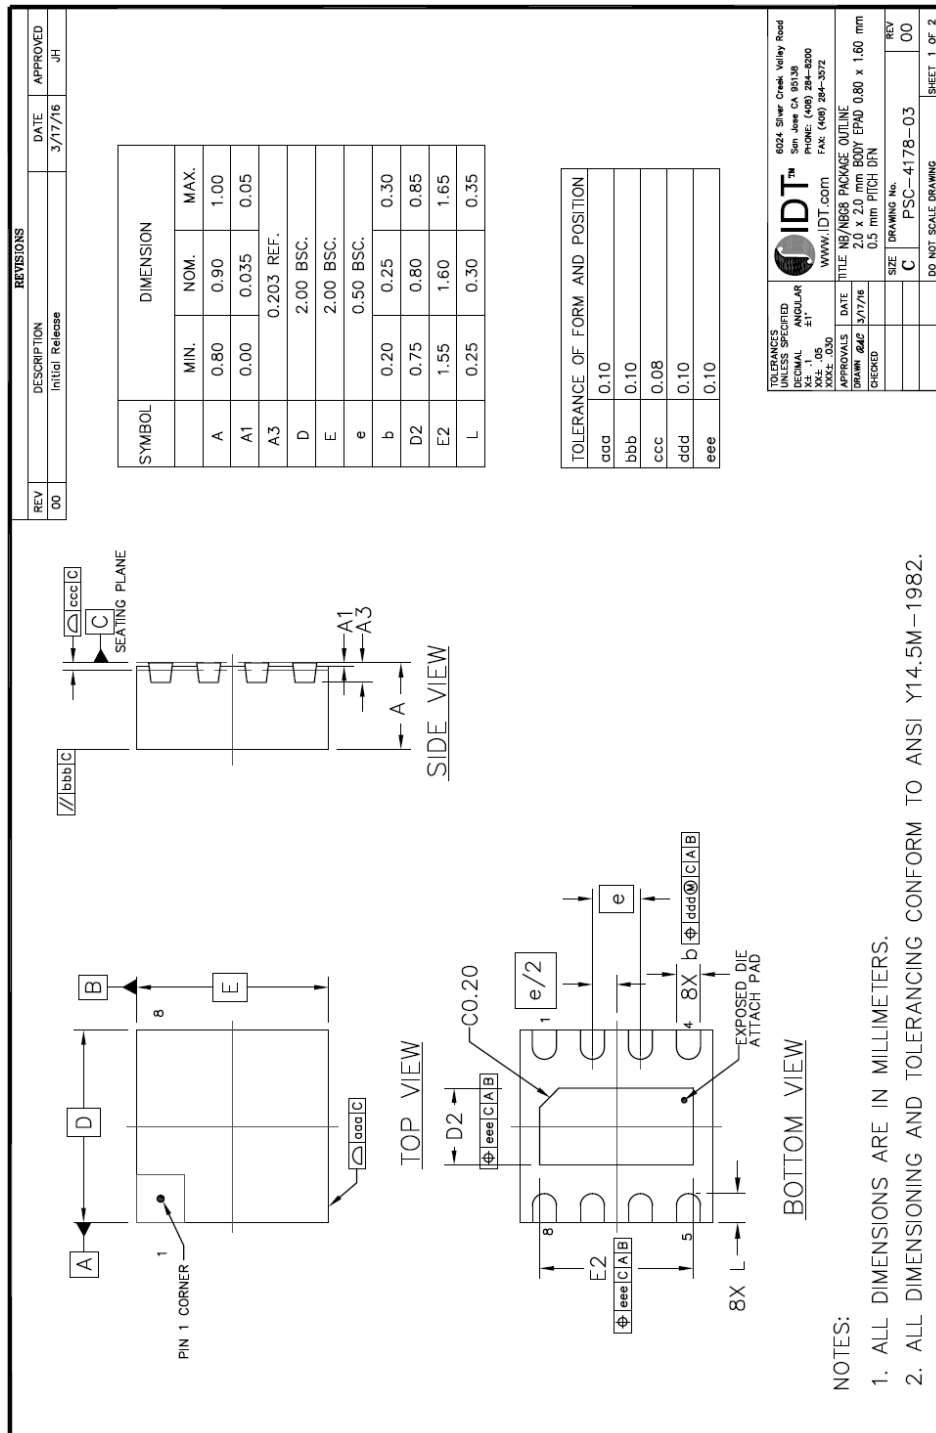 REVISIONS
REV DESCRIPTION DATE APPROVED
00 Initial Release 3/17/16 JH
PIN 1 CORNER
1
8
A
D
B
E
aaa C
TOP VIEW
// bbb C
ccc C
C
SEATING PLANE
A1
A3
A
SIDE VIEW
SYMBOL DIMENSION
MIN. NOM. MAX.
A 0.80 0.90 1.00
A1 0.00 0.035 0.05
A3 0.203 REF.
D 2.00 BSC.
E 2.00 BSC.
e 0.50 BSC.
b 0.20 0.25 0.30
D2 0.75 0.80 0.85
E2 1.55 1.60 1.65
L 0.25 0.30 0.35
D2
⌖ eee C A B
C0.20
e/2
e
8
1
5
4
E2
⌖ eee C A B
8X L
8X b
⌖ ddd Ⓜ C A B
EXPOSED DIE
ATTACH PAD
BOTTOM VIEW
TOLERANCE OF FORM AND POSITION
aaa 0.10
bbb 0.10
ccc 0.08
ddd 0.10
eee 0.10
NOTES:
1. ALL DIMENSIONS ARE IN MILLIMETERS.
2. ALL DIMENSIONING AND TOLERANCING CONFORM TO ANSI Y14.5M-1982.
TOLERANCES
UNLESS SPECIFIED
DECIMAL ANGULAR
X± .1 ±1°
XX± .05
XXX± .030
APPROVALS DATE
DRAWN RAC 3/17/16
CHECKED
IDT™
www.IDT.com
6024 Silver Creek Valley Road
San Jose CA 95138
PHONE: (408) 284-8200
FAX: (408) 284-3572
TITLE NB/NBG8 PACKAGE OUTLINE
2.0 x 2.0 mm BODY EPAD 0.80 x 1.60 mm
0.5 mm PITCH DFN
SIZE DRAWING No. REV
C PSC-4178-03 00
DO NOT SCALE DRAWING SHEET 1 OF 2